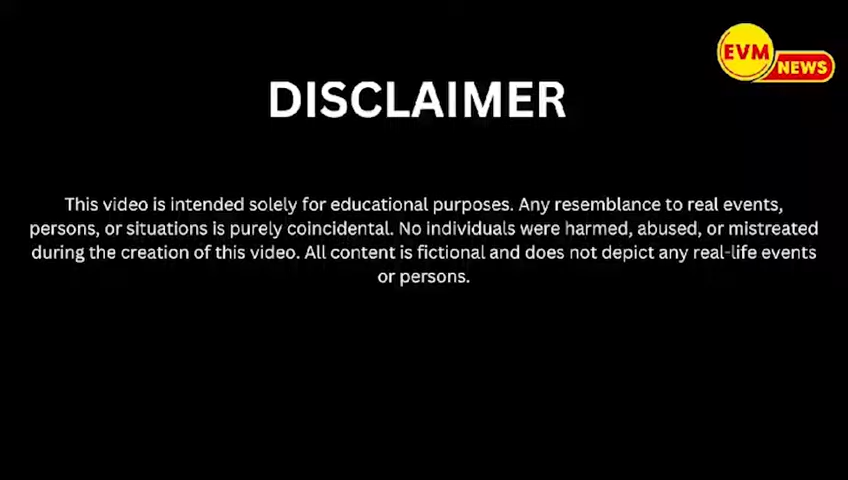 EVM
NEWS
DISCLAIMER
This video is intended solely for educational purposes. Any resemblance to real events,
persons, or situations is purely coincidental. No individuals were harmed, abused, or mistreated
during the creation of this video. All content is fictional and does not depict any real-life events
or persons.